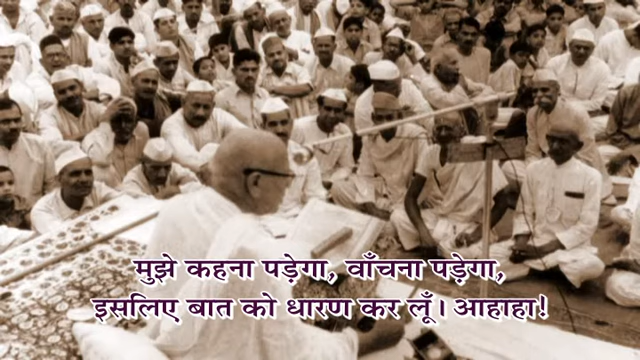 मुझे कहना पड़ेगा, वाँचना पड़ेगा,
इसलिए बात को धारण कर लूँ। आहाहा!